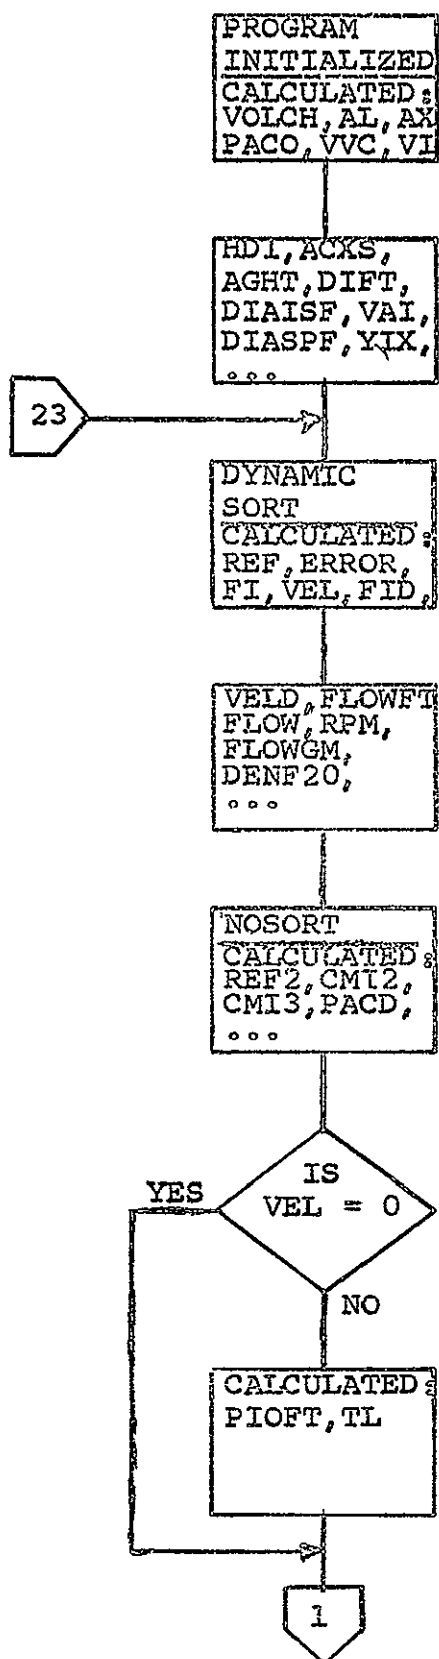 PROGRAM
INITIALIZED
CALCULATED:
VOLCH, AL, AX
PACO, VVC, VI
HDI, ACXS,
AGHT, DIFT,
DIAISF, VAI,
DIASPF, YIX,
...
23
DYNAMIC
SORT
CALCULATED:
REF, ERROR,
FI, VEL, FID,
VELD, FLOWFT
FLOW, RPM,
FLOWGM,
DENF20,
...
NOSORT
CALCULATED:
REF2, CMI2,
CMI3, PACD,
...
IS
VEL = 0
YES
NO
CALCULATED:
PIOFT, TL
1